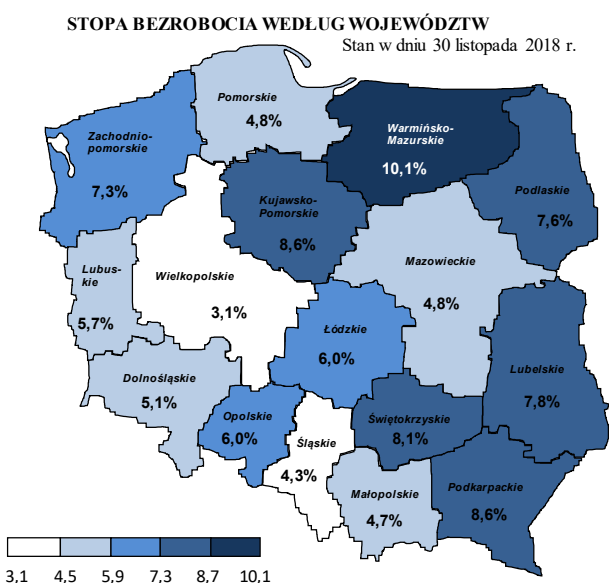 STOPA BEZROBOCIA WEDŁUG WOJEWÓDZTW
Stan w dniu 30 listopada 2018 r.
Pomorskie
4,8%
Warmińsko-
Mazurskie
10,1%
Zachodnio-
pomorskie
7,3%
Podlaskie
7,6%
Kujawsko-
Pomorskie
8,6%
Mazowieckie
4,8%
Lubus-
kie
5,7%
Wielkopolskie
3,1%
Łódzkie
6,0%
Lubelskie
7,8%
Dolnośląskie
5,1%
Opolskie
6,0%
Śląskie
4,3%
Świętokrzyskie
8,1%
Małopolskie
4,7%
Podkarpackie
8,6%
3,1 4,5 5,9 7,3 8,7 10,1